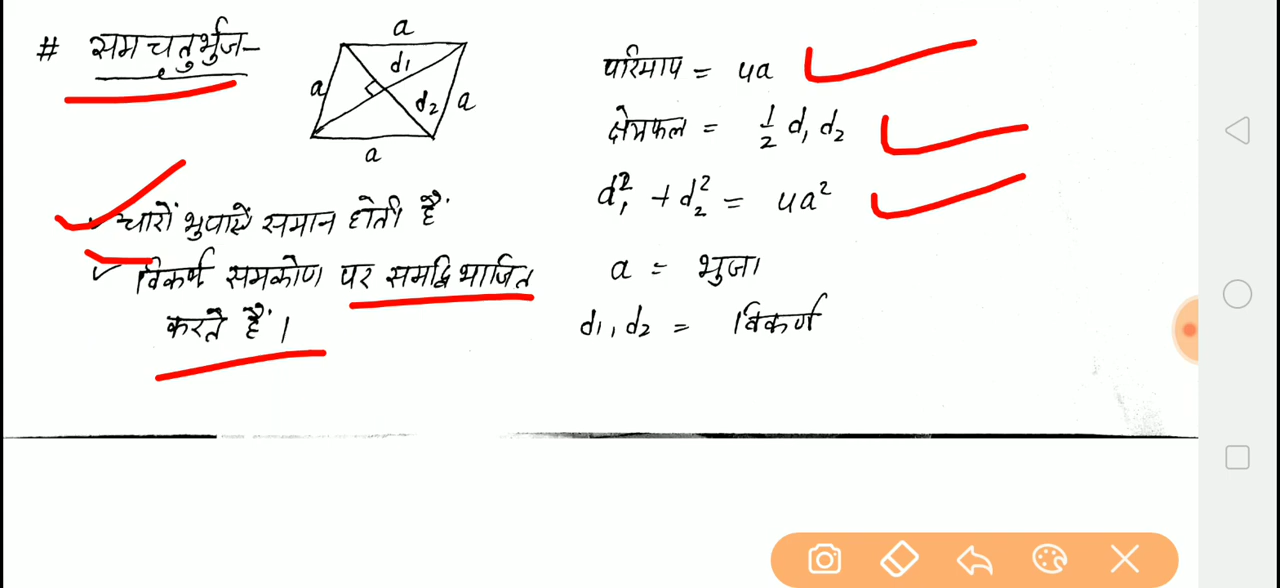 # समचतुर्भुज-
a
d1
a
d2
a
a
परिमाप = 4a
क्षेत्रफल = 1/2 d1 d2
d1² + d2² = 4a²
चारों भुजाएं समान होती हैं
विकर्ण समकोण पर समद्विभाजित
करते हैं।
a = भुजा
d1, d2 = विकर्ण